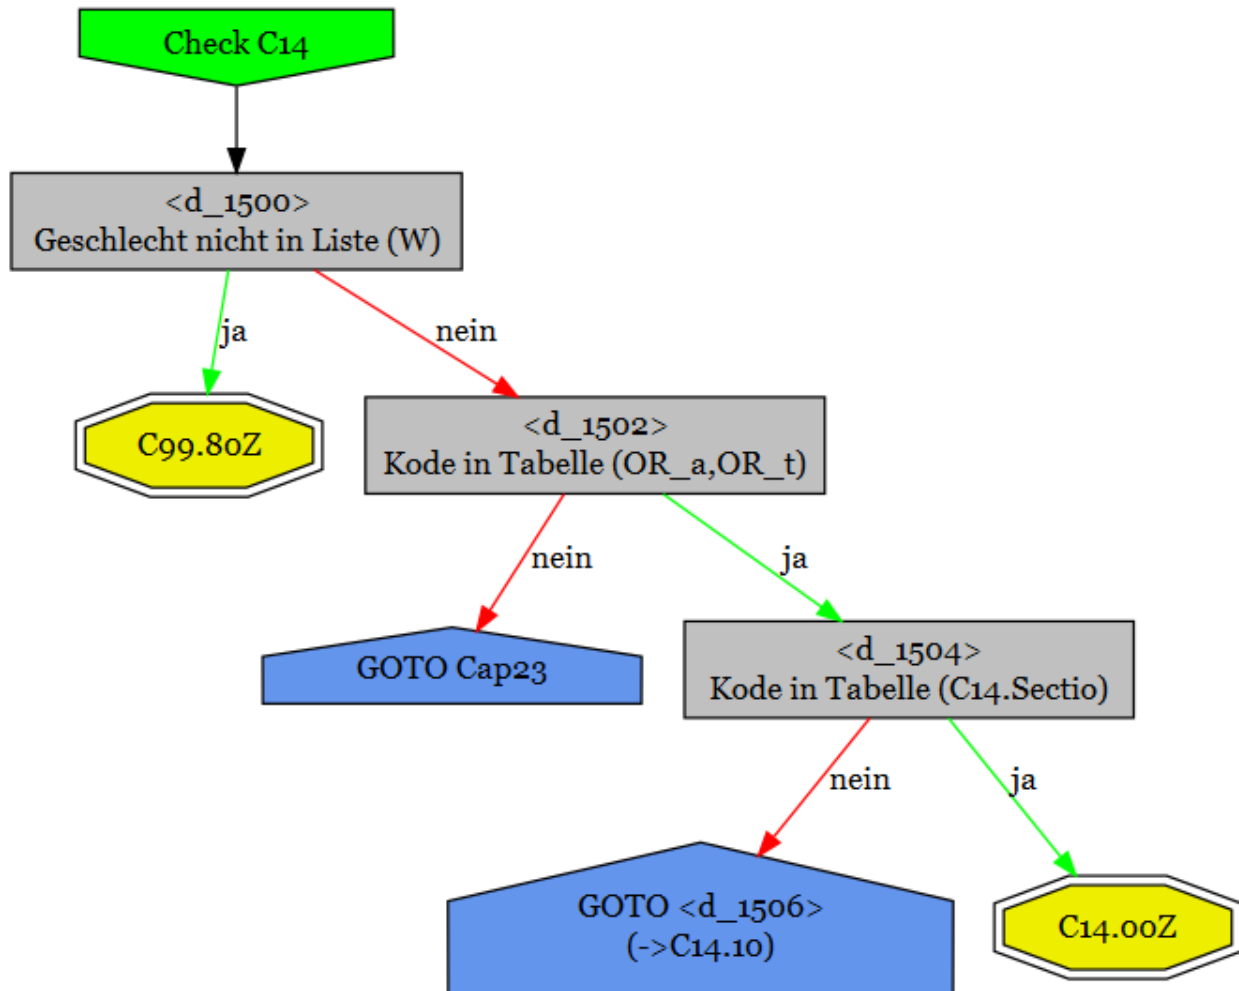 Check C14
<d_1500>
Geschlecht nicht in Liste (W)
ja
nein
C99.80Z
<d_1502>
Kode in Tabelle (OR_a,OR_t)
nein
ja
GOTO Cap23
<d_1504>
Kode in Tabelle (C14.Sectio)
nein
ja
GOTO <d_1506>
(->C14.10)
C14.00Z